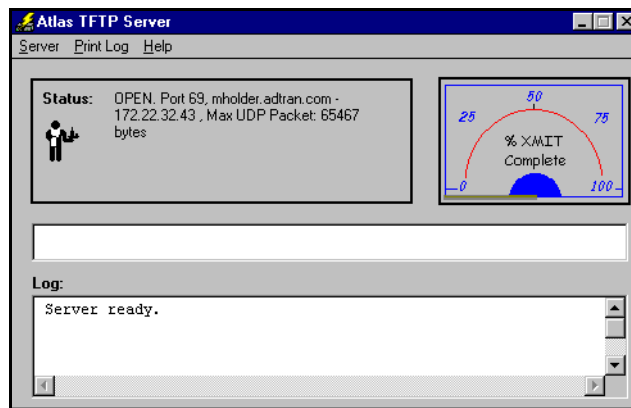 Atlas TFTP Server
Server Print Log Help
Status: OPEN. Port 69, mholder.adtran.com -
172.22.32.43 , Max UDP Packet: 65467
bytes
50
25 75
% XMIT
Complete
0 100
Log:
Server ready.